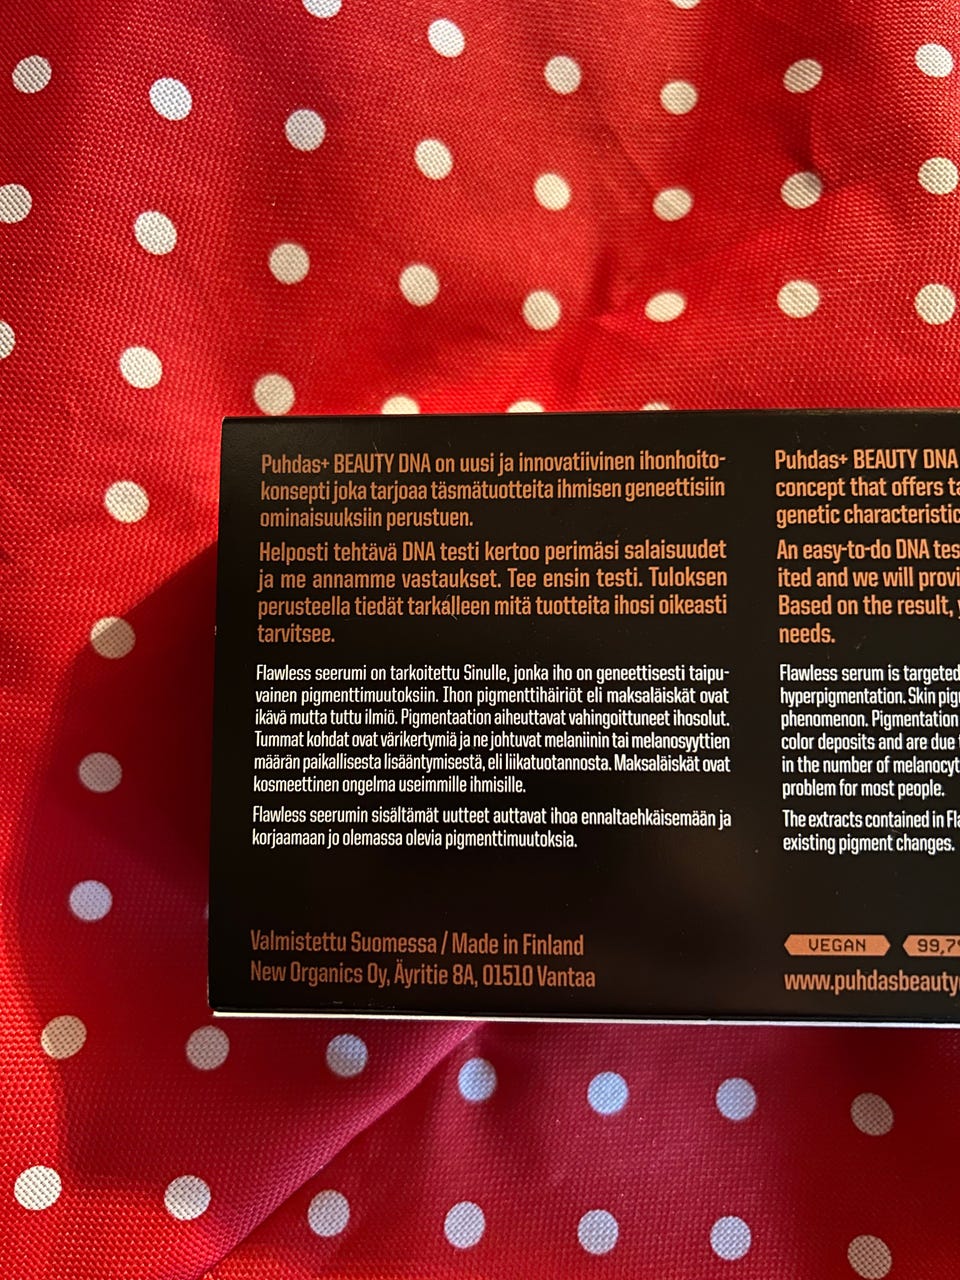 Puhdas+ BEAUTY DNA on uusi ja innovatiivinen ihonhoito-
konsepti joka tarjoaa täsmätuotteita ihmisen geneettisiin
ominaisuuksiin perustuen.
Helposti tehtävä DNA testi kertoo perimäsi salaisuudet
ja me annamme vastaukset. Tee ensin testi. Tuloksen
perusteella tiedät tarkalleen mitä tuotteita ihosi oikeasti
tarvitsee.
Flawless seerumi on tarkoitettu Sinulle, jonka iho on geneettisesti taipu-
vainen pigmenttimuutoksiin. Ihon pigmenttihäiriöt eli maksaläiskät ovat
ikävä mutta tuttu ilmiö. Pigmentaation aiheuttavat vahingoittuneet ihosolut.
Tummat kohdat ovat värikertymiä ja ne johtuvat melaniinin tai melanosyyttien
määrän paikallisesta lisääntymisestä, eli liikatuotannosta. Maksaläiskät ovat
kosmeettinen ongelma useimmille ihmisille.
Flawless seerumin sisältämät uutteet auttavat ihoa ennaltaehkäisemään ja
korjaamaan jo olemassa olevia pigmenttimuutoksia.
Valmistettu Suomessa / Made in Finland
New Organics Oy, Äyritie 8A, 01510 Vantaa
Puhdas+ BEAUTY DNA
concept that offers
genetic
An easy-to-do DNA
ited and we will
Based on the result,
needs.
Flawless serum is targeted
hyperpigmentation. Skin
phenomenon. Pigmentation
color deposits and are due
in the number of
problem for most people.
The extracts contained in
existing pigment changes.
VEGAN
99,7
www.puhdasbeauty